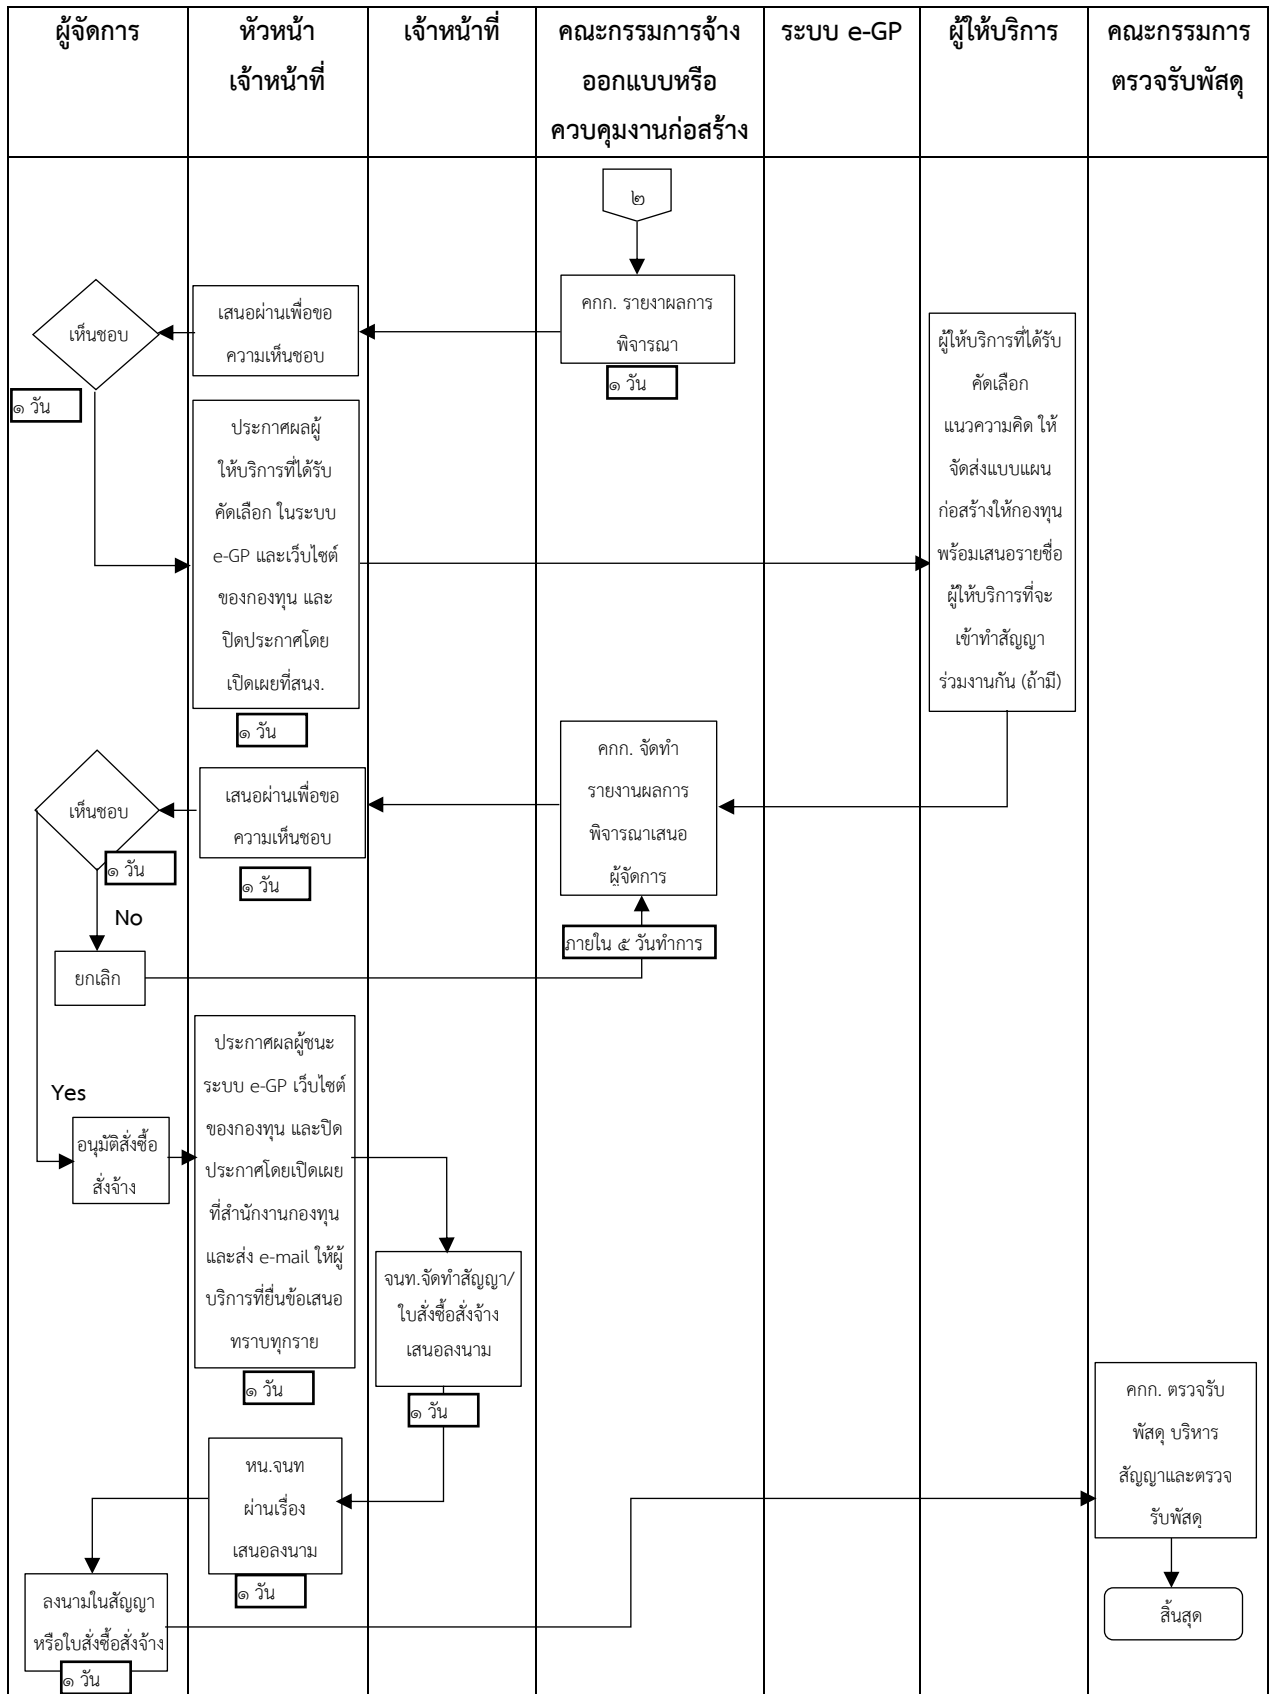 ผู้จัดการ
หัวหน้า
เจ้าหน้าที่
เจ้าหน้าที่
คณะกรรมการจ้าง
ออกแบบหรือ
ควบคุมงานก่อสร้าง
ระบบ e-GP
ผู้ให้บริการ
คณะกรรมการ
ตรวจรับพัสดุ
๒
คกก. รายงาผลการ
พิจารณา
๑ วัน
เสนอผ่านเพื่อขอ
ความเห็นชอบ
เห็นชอบ
๑ วัน
ประกาศผลผู้
ให้บริการที่ได้รับ
คัดเลือก ในระบบ
e-GP และเว็บไซต์
ของกองทุน และ
ปิดประกาศโดย
เปิดเผยที่สนง.
๑ วัน
ผู้ให้บริการที่ได้รับ
คัดเลือก
แนวความคิด ให้
จัดส่งแบบแผน
ก่อสร้างให้กองทุน
พร้อมเสนอรายชื่อ
ผู้ให้บริการที่จะ
เข้าทำสัญญา
ร่วมงานกัน (ถ้ามี)
คกก. จัดทำ
รายงานผลการ
พิจารณาเสนอ
ผู้จัดการ
ภายใน ๕ วันทำการ
เสนอผ่านเพื่อขอ
ความเห็นชอบ
๑ วัน
เห็นชอบ
๑ วัน
No
ยกเลิก
Yes
อนุมัติสั่งซื้อ
สั่งจ้าง
ประกาศผลผู้ชนะ
ระบบ e-GP เว็บไซต์
ของกองทุน และปิด
ประกาศโดยเปิดเผย
ที่สำนักงานกองทุน
และส่ง e-mail ให้ผู้
บริการที่ยื่นข้อเสนอ
ทราบทุกราย
๑ วัน
จนท.จัดทำสัญญา/
ใบสั่งซื้อสั่งจ้าง
เสนอลงนาม
๑ วัน
หน.จนท
ผ่านเรื่อง
เสนอลงนาม
๑ วัน
ลงนามในสัญญา
หรือใบสั่งซื้อสั่งจ้าง
๑ วัน
คกก. ตรวจรับ
พัสดุ บริหาร
สัญญาและตรวจ
รับพัสดุ
สิ้นสุด